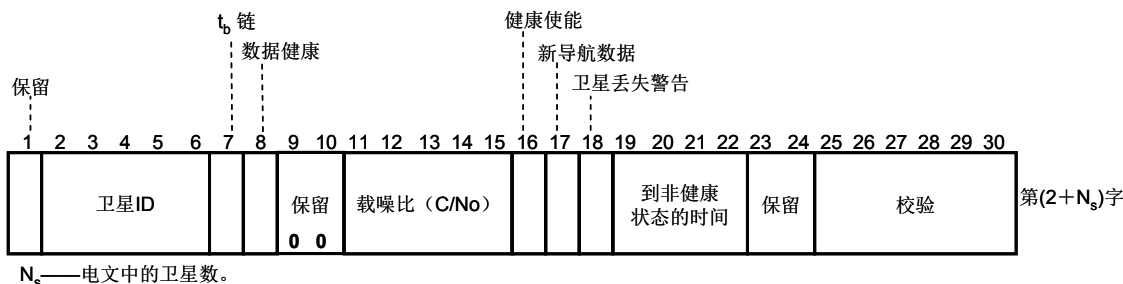 t_b 链
健康使能
数据健康
新导航数据
保留
卫星丢失警告
1 2 3 4 5 6 7 8 9 10 11 12 13 14 15 16 17 18 19 20 21 22 23 24 25 26 27 28 29 30
卫星ID
保留
0 0
载噪比（C/No）
到非健康
状态的时间
保留
校验
第(2＋N_s)字
N_s——电文中的卫星数。